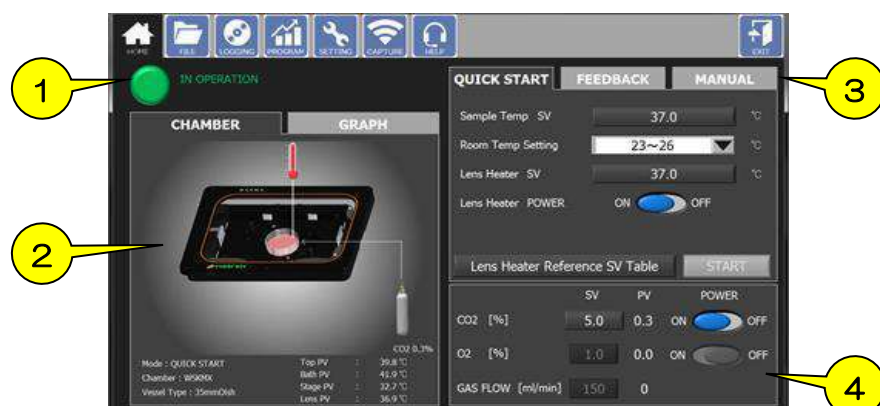 HOME FILE LOGGING PROGRAM SETTING CAPTURE HELP EXIT
1
IN OPERATION
QUICK START FEEDBACK MANUAL
3
CHAMBER GRAPH
Sample Temp SV 37.0 ℃
Room Temp Setting 23～26 ℃
Lens Heater SV 37.0 ℃
Lens Heater POWER ON OFF
2
Lens Heater Reference SV Table START
SV PV POWER
CO2 [%] 5.0 0.3 ON OFF
CO2 0.3%
O2 [%] 1.0 0.0 ON OFF
Mode : QUICK START Top PV : 39.8 ℃
Chamber : WSKMX Bath PV : 41.9 ℃
Vessel Type : 35mmDish Stage PV : 32.7 ℃
Lens PV : 36.9 ℃
GAS FLOW [ml/min] 150 0
4